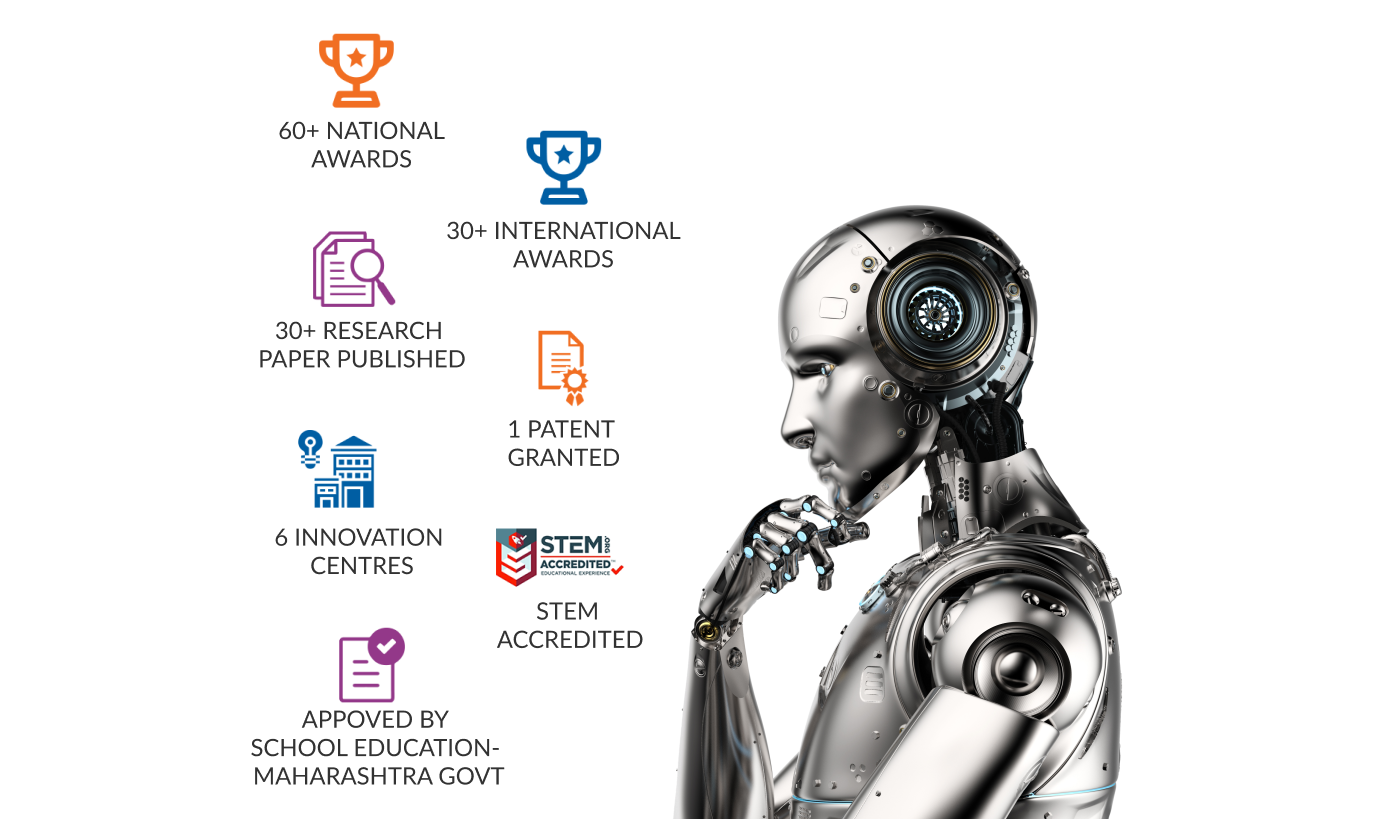 60+ NATIONAL
AWARDS
30+ INTERNATIONAL
AWARDS
30+ RESEARCH
PAPER PUBLISHED
1 PATENT
GRANTED
6 INNOVATION
CENTRES
STEM.ORG
ACCREDITED™
EDUCATIONAL EXPERIENCE
STEM
ACCREDITED
APPOVED BY
SCHOOL EDUCATION-
MAHARASHTRA GOVT